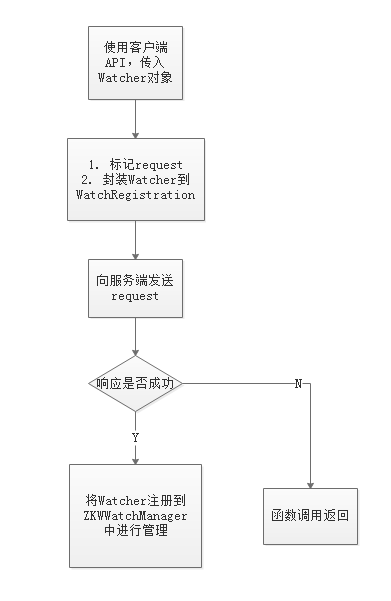 使用客户端
API，传入
Watcher对象
1. 标记request
2. 封装Watcher到
WatchRegistration
向服务端发送
request
响应是否成功
N
Y
将Watcher注册到
ZKWWatchManager
中进行管理
函数调用返回